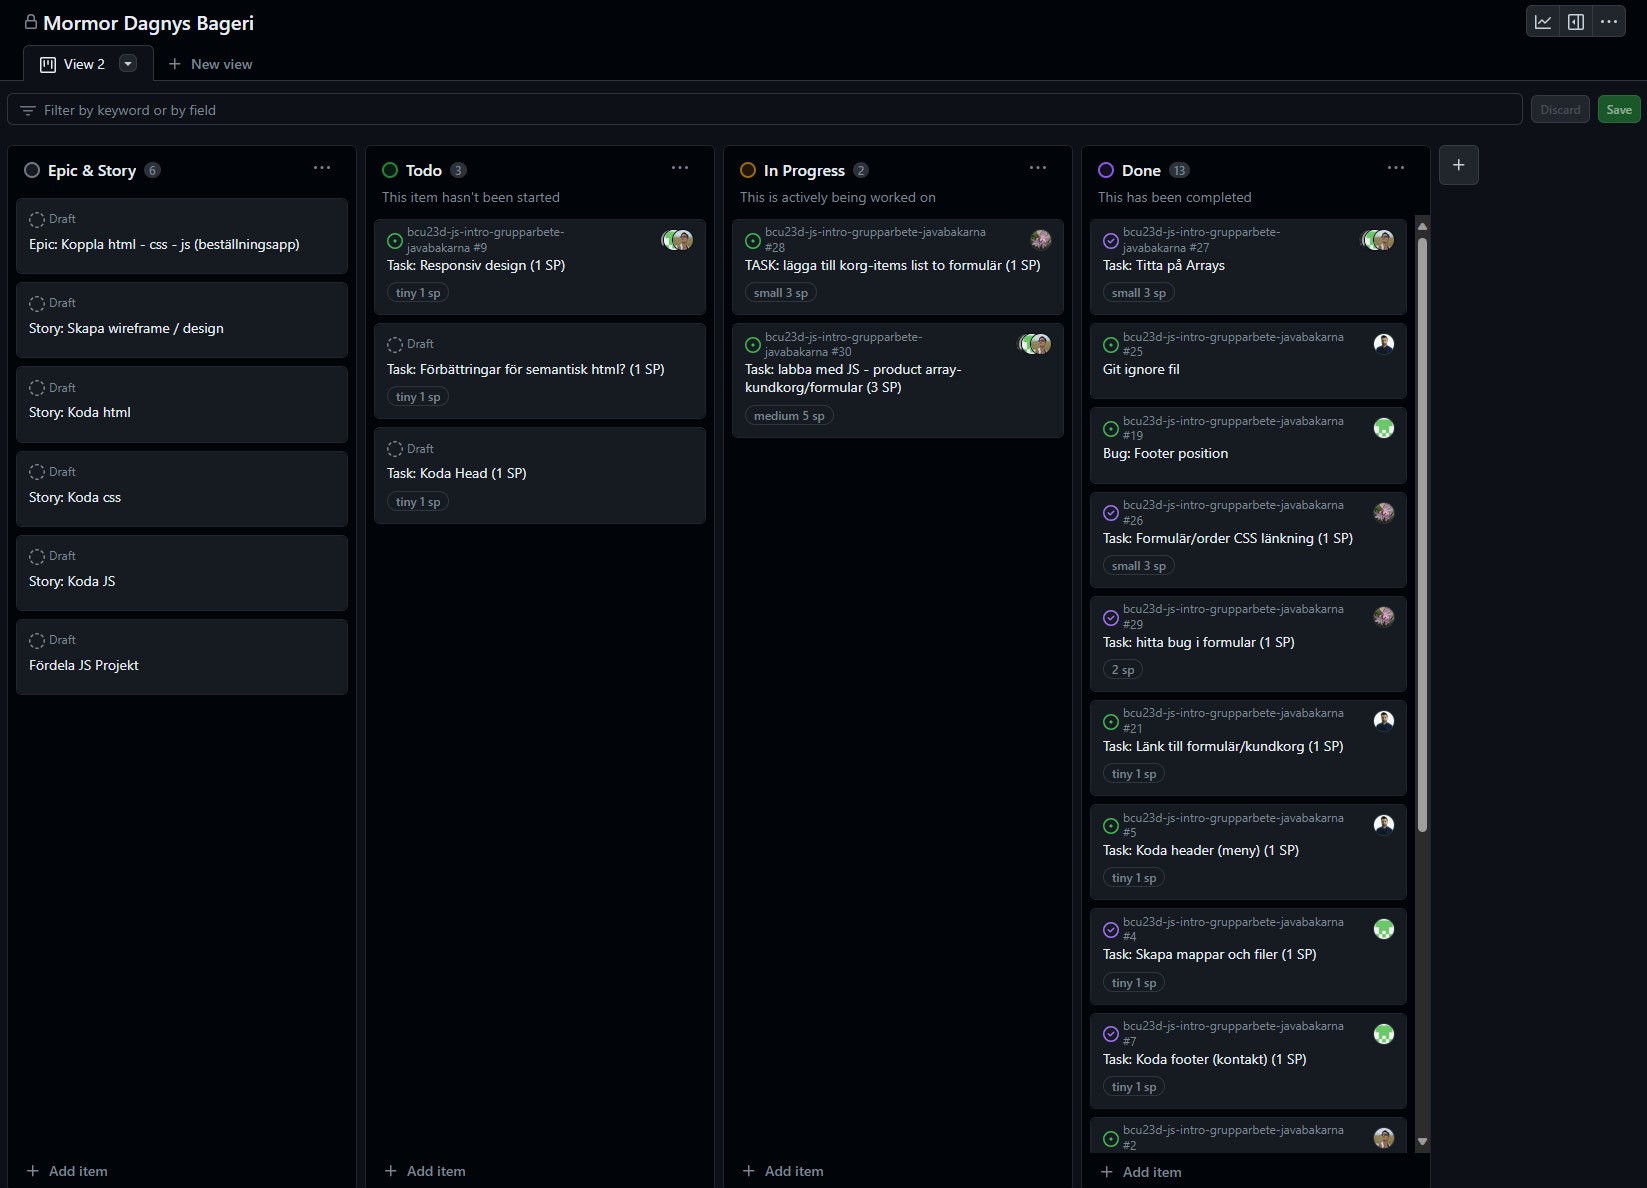 Mormor Dagnys Bageri
View 2
New view
Filter by keyword or by field
Discard
Save
Epic & Story 6
Draft
Epic: Koppla html - css - js (beställningsapp)
Draft
Story: Skapa wireframe / design
Draft
Story: Koda html
Draft
Story: Koda css
Draft
Story: Koda JS
Draft
Fördela JS Projekt
Add item
Todo 3
This item hasn't been started
bcu23d-js-intro-grupparbete-
javabakarna #9
Task: Responsiv design (1 SP)
tiny 1 sp
Draft
Task: Förbättringar för semantisk html? (1 SP)
tiny 1 sp
Draft
Task: Koda Head (1 SP)
tiny 1 sp
Add item
In Progress 2
This is actively being worked on
bcu23d-js-intro-grupparbete-javabakarna
#28
TASK: lägga till korg-items list to formulär (1 SP)
small 3 sp
bcu23d-js-intro-grupparbete-
javabakarna #30
Task: labba med JS - product array-
kundkorg/formular (3 SP)
medium 5 sp
Add item
Done 13
This has been completed
bcu23d-js-intro-grupparbete-
javabakarna #27
Task: Titta på Arrays
small 3 sp
bcu23d-js-intro-grupparbete-javabakarna
#25
Git ignore fil
bcu23d-js-intro-grupparbete-javabakarna
#19
Bug: Footer position
bcu23d-js-intro-grupparbete-javabakarna
#26
Task: Formulär/order CSS länkning (1 SP)
small 3 sp
bcu23d-js-intro-grupparbete-javabakarna
#29
Task: hitta bug i formular (1 SP)
2 sp
bcu23d-js-intro-grupparbete-javabakarna
#21
Task: Länk till formulär/kundkorg (1 SP)
tiny 1 sp
bcu23d-js-intro-grupparbete-javabakarna
#5
Task: Koda header (meny) (1 SP)
tiny 1 sp
bcu23d-js-intro-grupparbete-javabakarna
#4
Task: Skapa mappar och filer (1 SP)
tiny 1 sp
bcu23d-js-intro-grupparbete-javabakarna
#7
Task: Koda footer (kontakt) (1 SP)
tiny 1 sp
bcu23d-js-intro-grupparbete-javabakarna
#2
Add item